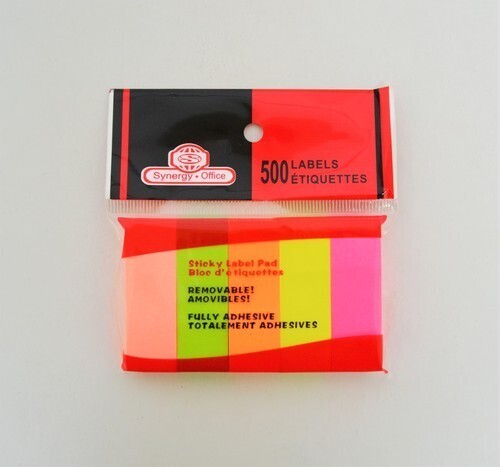 Synergy • Office
500 LABELS
ÉTIQUETTES
Sticky Label Pad
Bloc d'étiquettes
REMOVABLE!
AMOVIBLES!
FULLY ADHESIVE
TOTALEMENT ADHESIVES